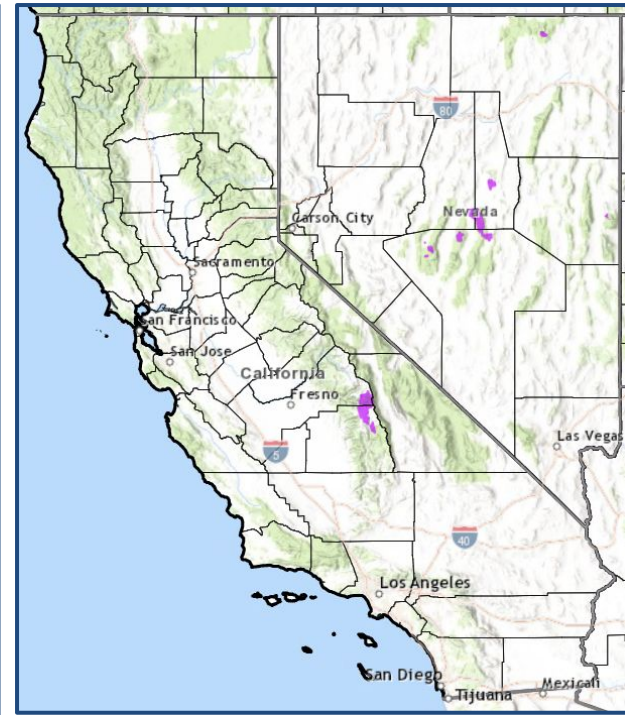 80
Carson City
Nevada
Sacramento
San Francisco
San Jose
California
Fresno
Las Vegas
5
40
Los Angeles
San Diego
Tijuana
Mexicali